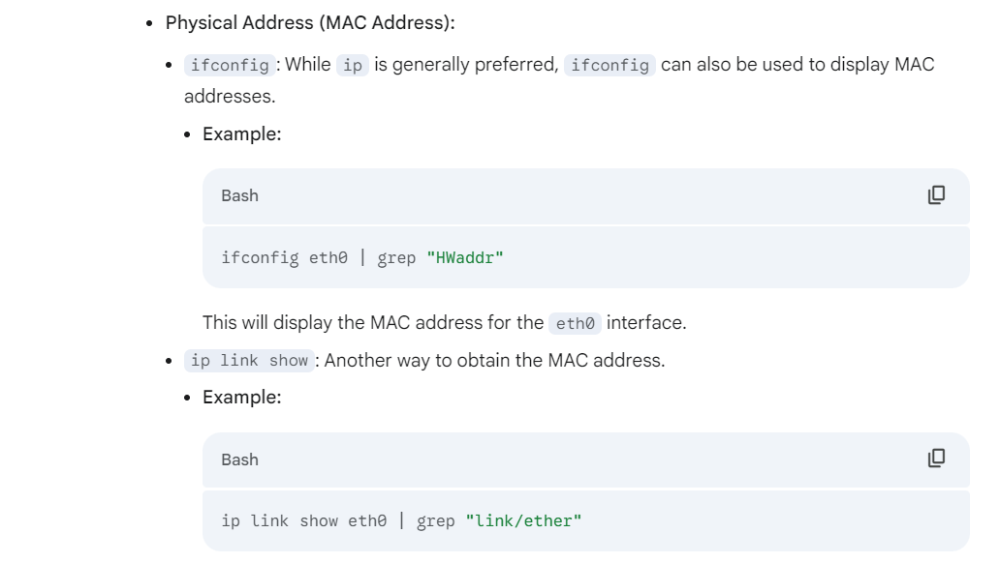 Physical Address (MAC Address):
ifconfig: While ip is generally preferred, ifconfig can also be used to display MAC
addresses.
Example:
Bash
ifconfig eth0 | grep "HWaddr"
This will display the MAC address for the eth0 interface.
ip link show: Another way to obtain the MAC address.
Example:
Bash
ip link show eth0 | grep "link/ether"